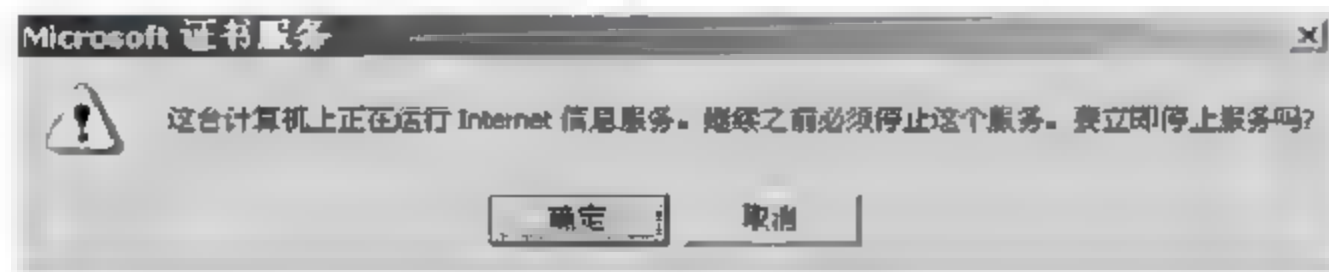 Microsoft 证书服务
这台计算机上正在运行 Internet 信息服务。继续之前必须停止这个服务。要立即停止服务吗?
确定
取消